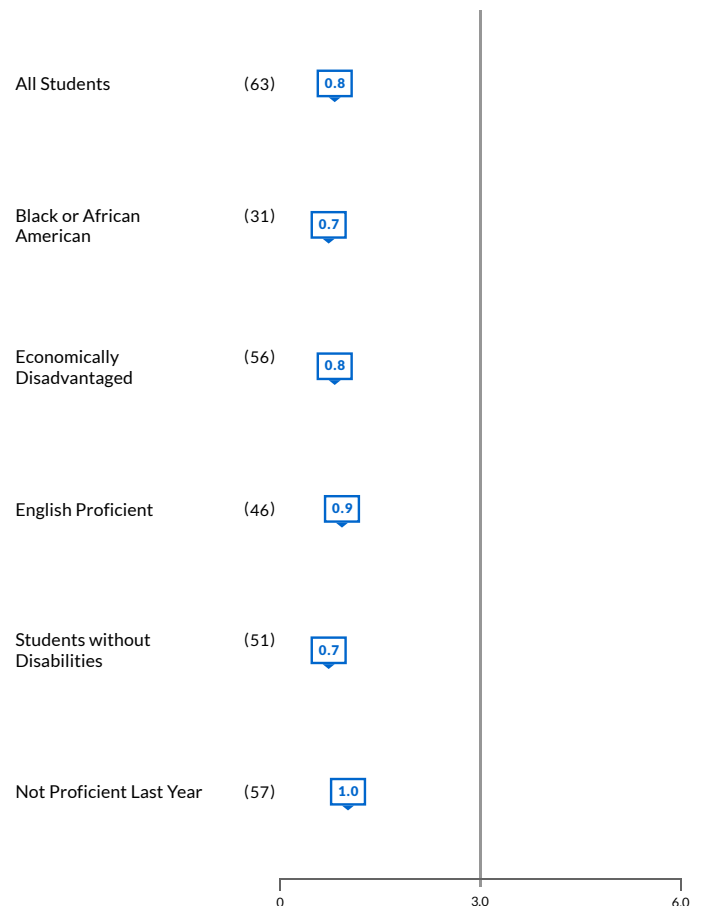 All Students (63) 0.8
Black or African (31) 0.7
American
Economically (56) 0.8
Disadvantaged
English Proficient (46) 0.9
Students without (51) 0.7
Disabilities
Not Proficient Last Year (57) 1.0
0 3.0 6.0